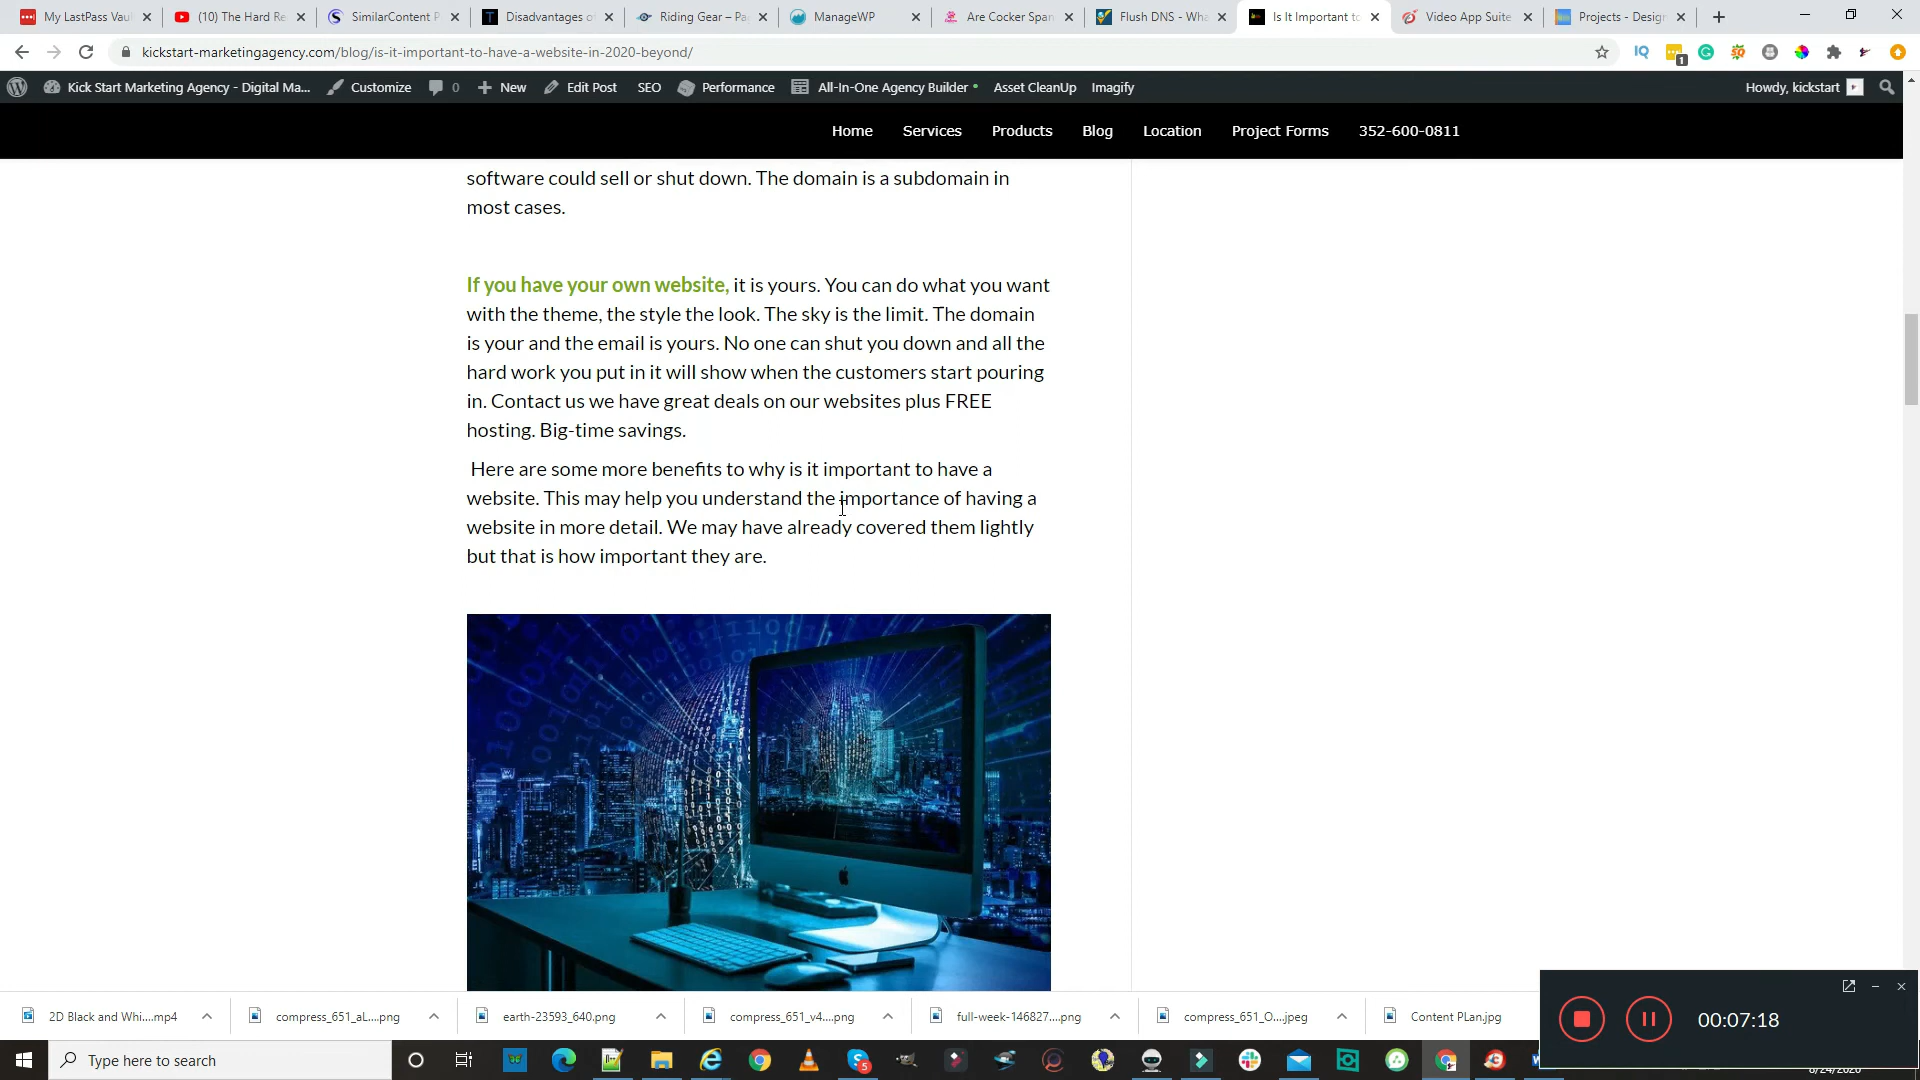 My LastPass Vau
(10) The Hard Re
SimilarContent P
Disadvantages o
Riding Gear – Pa
ManageWP
Are Cocker Span
Flush DNS - Wha
Is It Important to
Video App Suite
Projects - Design
kickstart-marketingagency.com/blog/is-it-important-to-have-a-website-in-2020-beyond/
Kick Start Marketing Agency - Digital Ma... Customize 0 New Edit Post SEO Performance All-In-One Agency Builder Asset CleanUp Imagify Howdy, kickstart
Home Services Products Blog Location Project Forms 352-600-0811
software could sell or shut down. The domain is a subdomain in
most cases.
If you have your own website, it is yours. You can do what you want
with the theme, the style the look. The sky is the limit. The domain
is your and the email is yours. No one can shut you down and all the
hard work you put in it will show when the customers start pouring
in. Contact us we have great deals on our websites plus FREE
hosting. Big-time savings.
Here are some more benefits to why is it important to have a
website. This may help you understand the importance of having a
website in more detail. We may have already covered them lightly
but that is how important they are.
2D Black and Whi....mp4
compress_651_aL....png
earth-23593_640.png
compress_651_v4....png
full-week-146827....png
compress_651_O....jpeg
Content PLan.jpg
00:07:18
Type here to search
8/24/2020